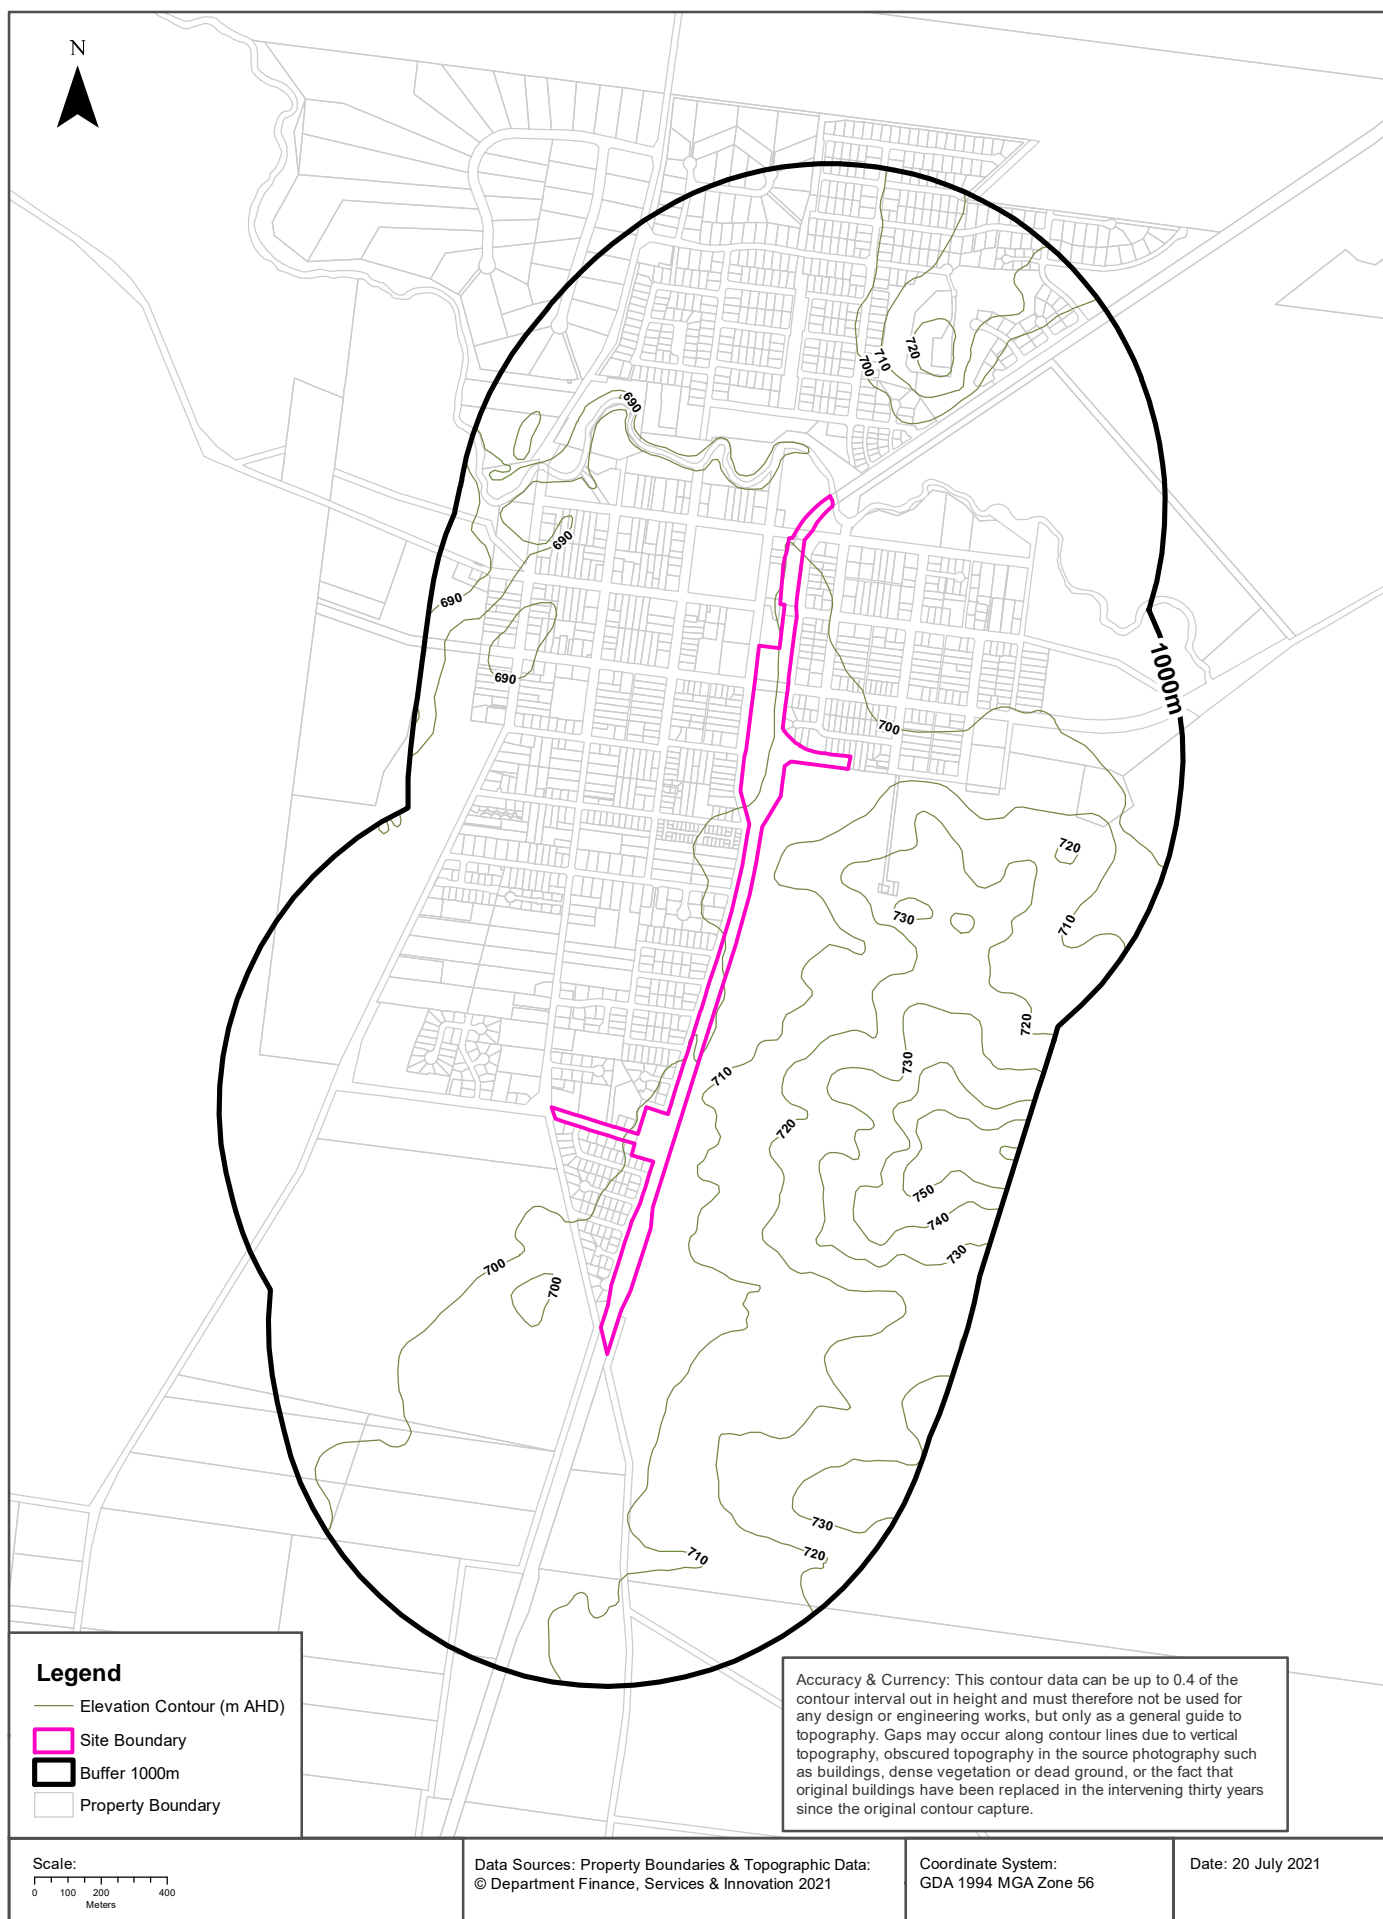 N
720
710
700
690
690
690
690
1000m
700
720
730
710
720
730
710
720
750
740
730
700
700
730
720
710
Legend
Elevation Contour (m AHD)
Site Boundary
Buffer 1000m
Property Boundary
Accuracy & Currency: This contour data can be up to 0.4 of the
contour interval out in height and must therefore not be used for
any design or engineering works, but only as a general guide to
topography. Gaps may occur along contour lines due to vertical
topography, obscured topography in the source photography such
as buildings, dense vegetation or dead ground, or the fact that
original buildings have been replaced in the intervening thirty years
since the original contour capture.
Scale:
0 100 200 400
Meters
Data Sources: Property Boundaries & Topographic Data:
© Department Finance, Services & Innovation 2021
Coordinate System:
GDA 1994 MGA Zone 56
Date: 20 July 2021